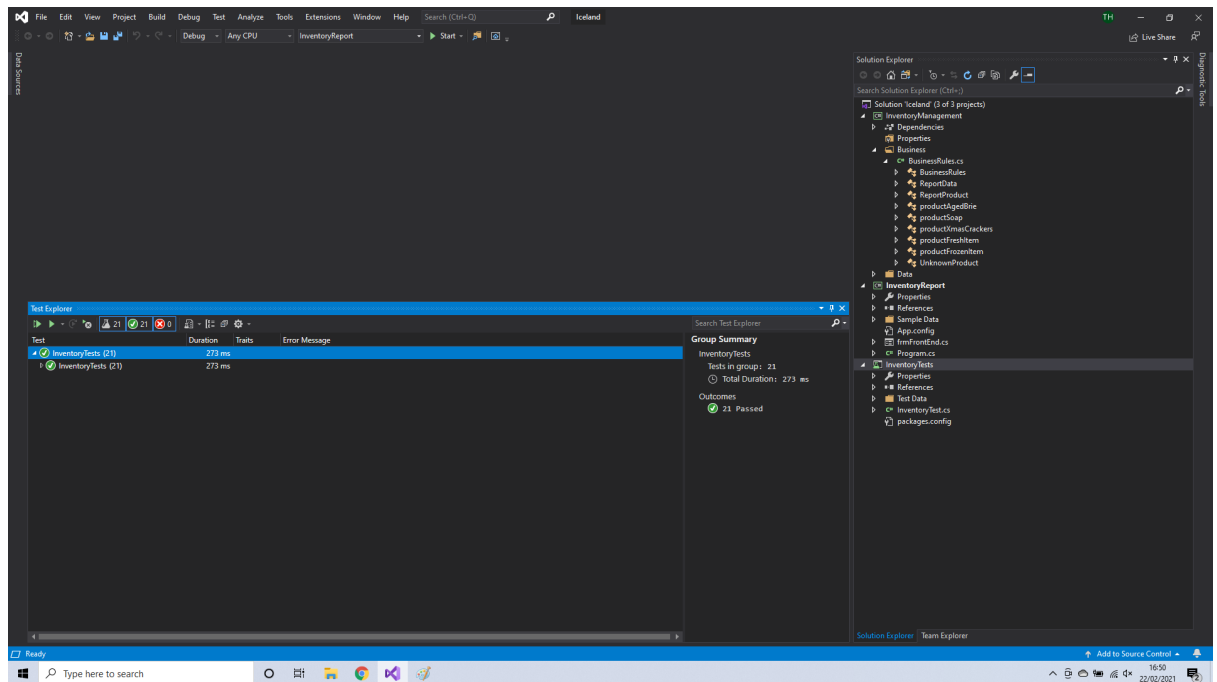 File Edit View Project Build Debug Test Analyze Tools Extensions Window Help Search (Ctrl+Q) Iceland TH
Debug Any CPU InventoryReport Start Live Share
Data Sources
Solution Explorer
Search Solution Explorer (Ctrl+;)
Solution 'Iceland' (3 of 3 projects)
InventoryManagement
Dependencies
Properties
Business
BusinessRules.cs
BusinessRules
ReportData
ReportProduct
productAgedBrie
productSoap
productXmasCrackers
productFreshItem
productFrozenItem
UnknownProduct
Data
InventoryReport
Properties
References
Sample Data
App.config
frmFrontEnd.cs
Program.cs
InventoryTests
Properties
References
Test Data
InventoryTest.cs
packages.config
Solution Explorer Team Explorer
Diagnostic Tools
Test Explorer
21 21 0 Search Test Explorer
Test Duration Traits Error Message
InventoryTests (21) 273 ms
InventoryTests (21) 273 ms
Group Summary
InventoryTests
Tests in group: 21
Total Duration: 273 ms
Outcomes
21 Passed
Ready Add to Source Control
Type here to search 16:50
22/02/2021